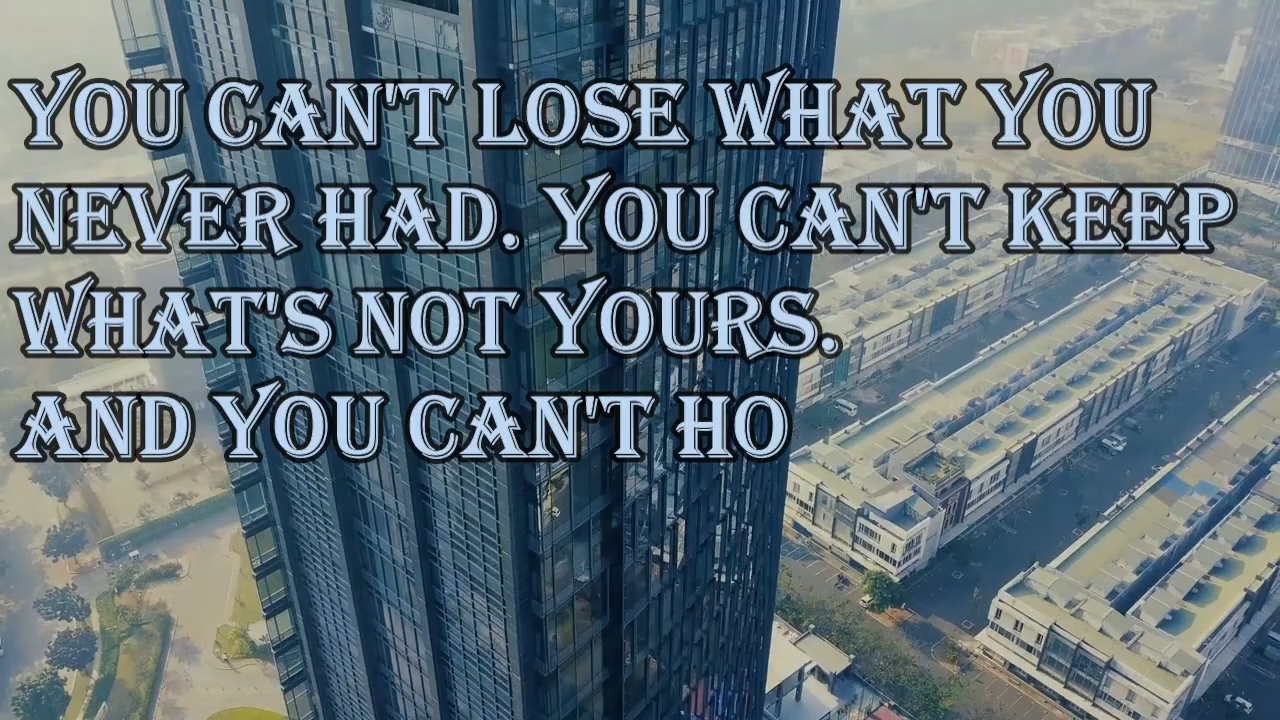 YOU CAN'T LOSE WHAT YOU
NEVER HAD. YOU CAN'T KEEP
WHAT'S NOT YOURS.
AND YOU CAN'T HO